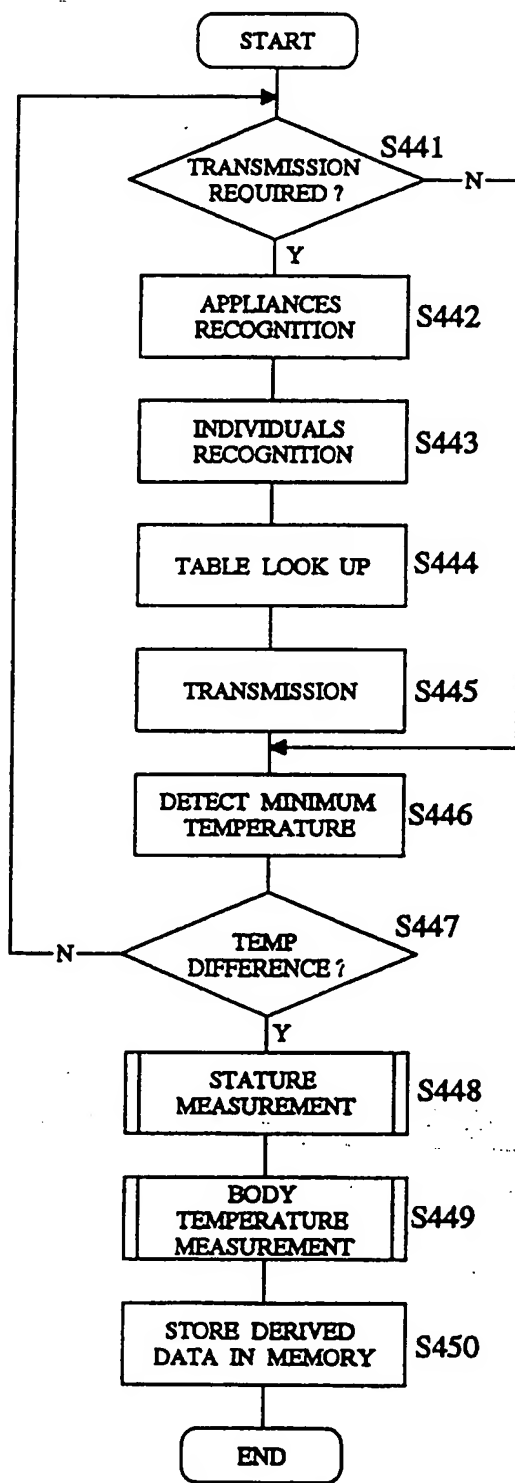 START
S441
TRANSMISSION
REQUIRED ?
N
Y
APPLIANCES
RECOGNITION
S442
INDIVIDUALS
RECOGNITION
S443
TABLE LOOK UP
S444
TRANSMISSION
S445
DETECT MINIMUM
TEMPERATURE
S446
S447
TEMP
DIFFERENCE ?
N
Y
STATURE
MEASUREMENT
S448
BODY
TEMPERATURE
MEASUREMENT
S449
STORE DERIVED
DATA IN MEMORY
S450
END